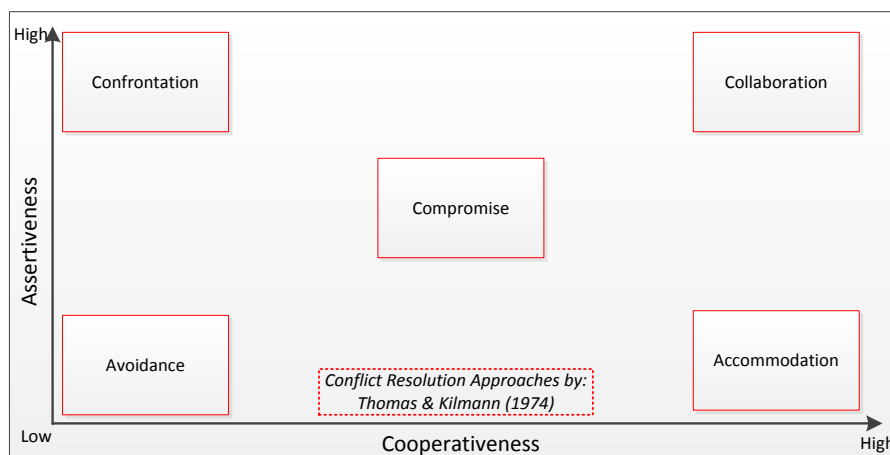 High
Confrontation
Collaboration
Compromise
Assertiveness
Avoidance
Accommodation
Conflict Resolution Approaches by:
Thomas & Kilmann (1974)
Low
Cooperativeness
High